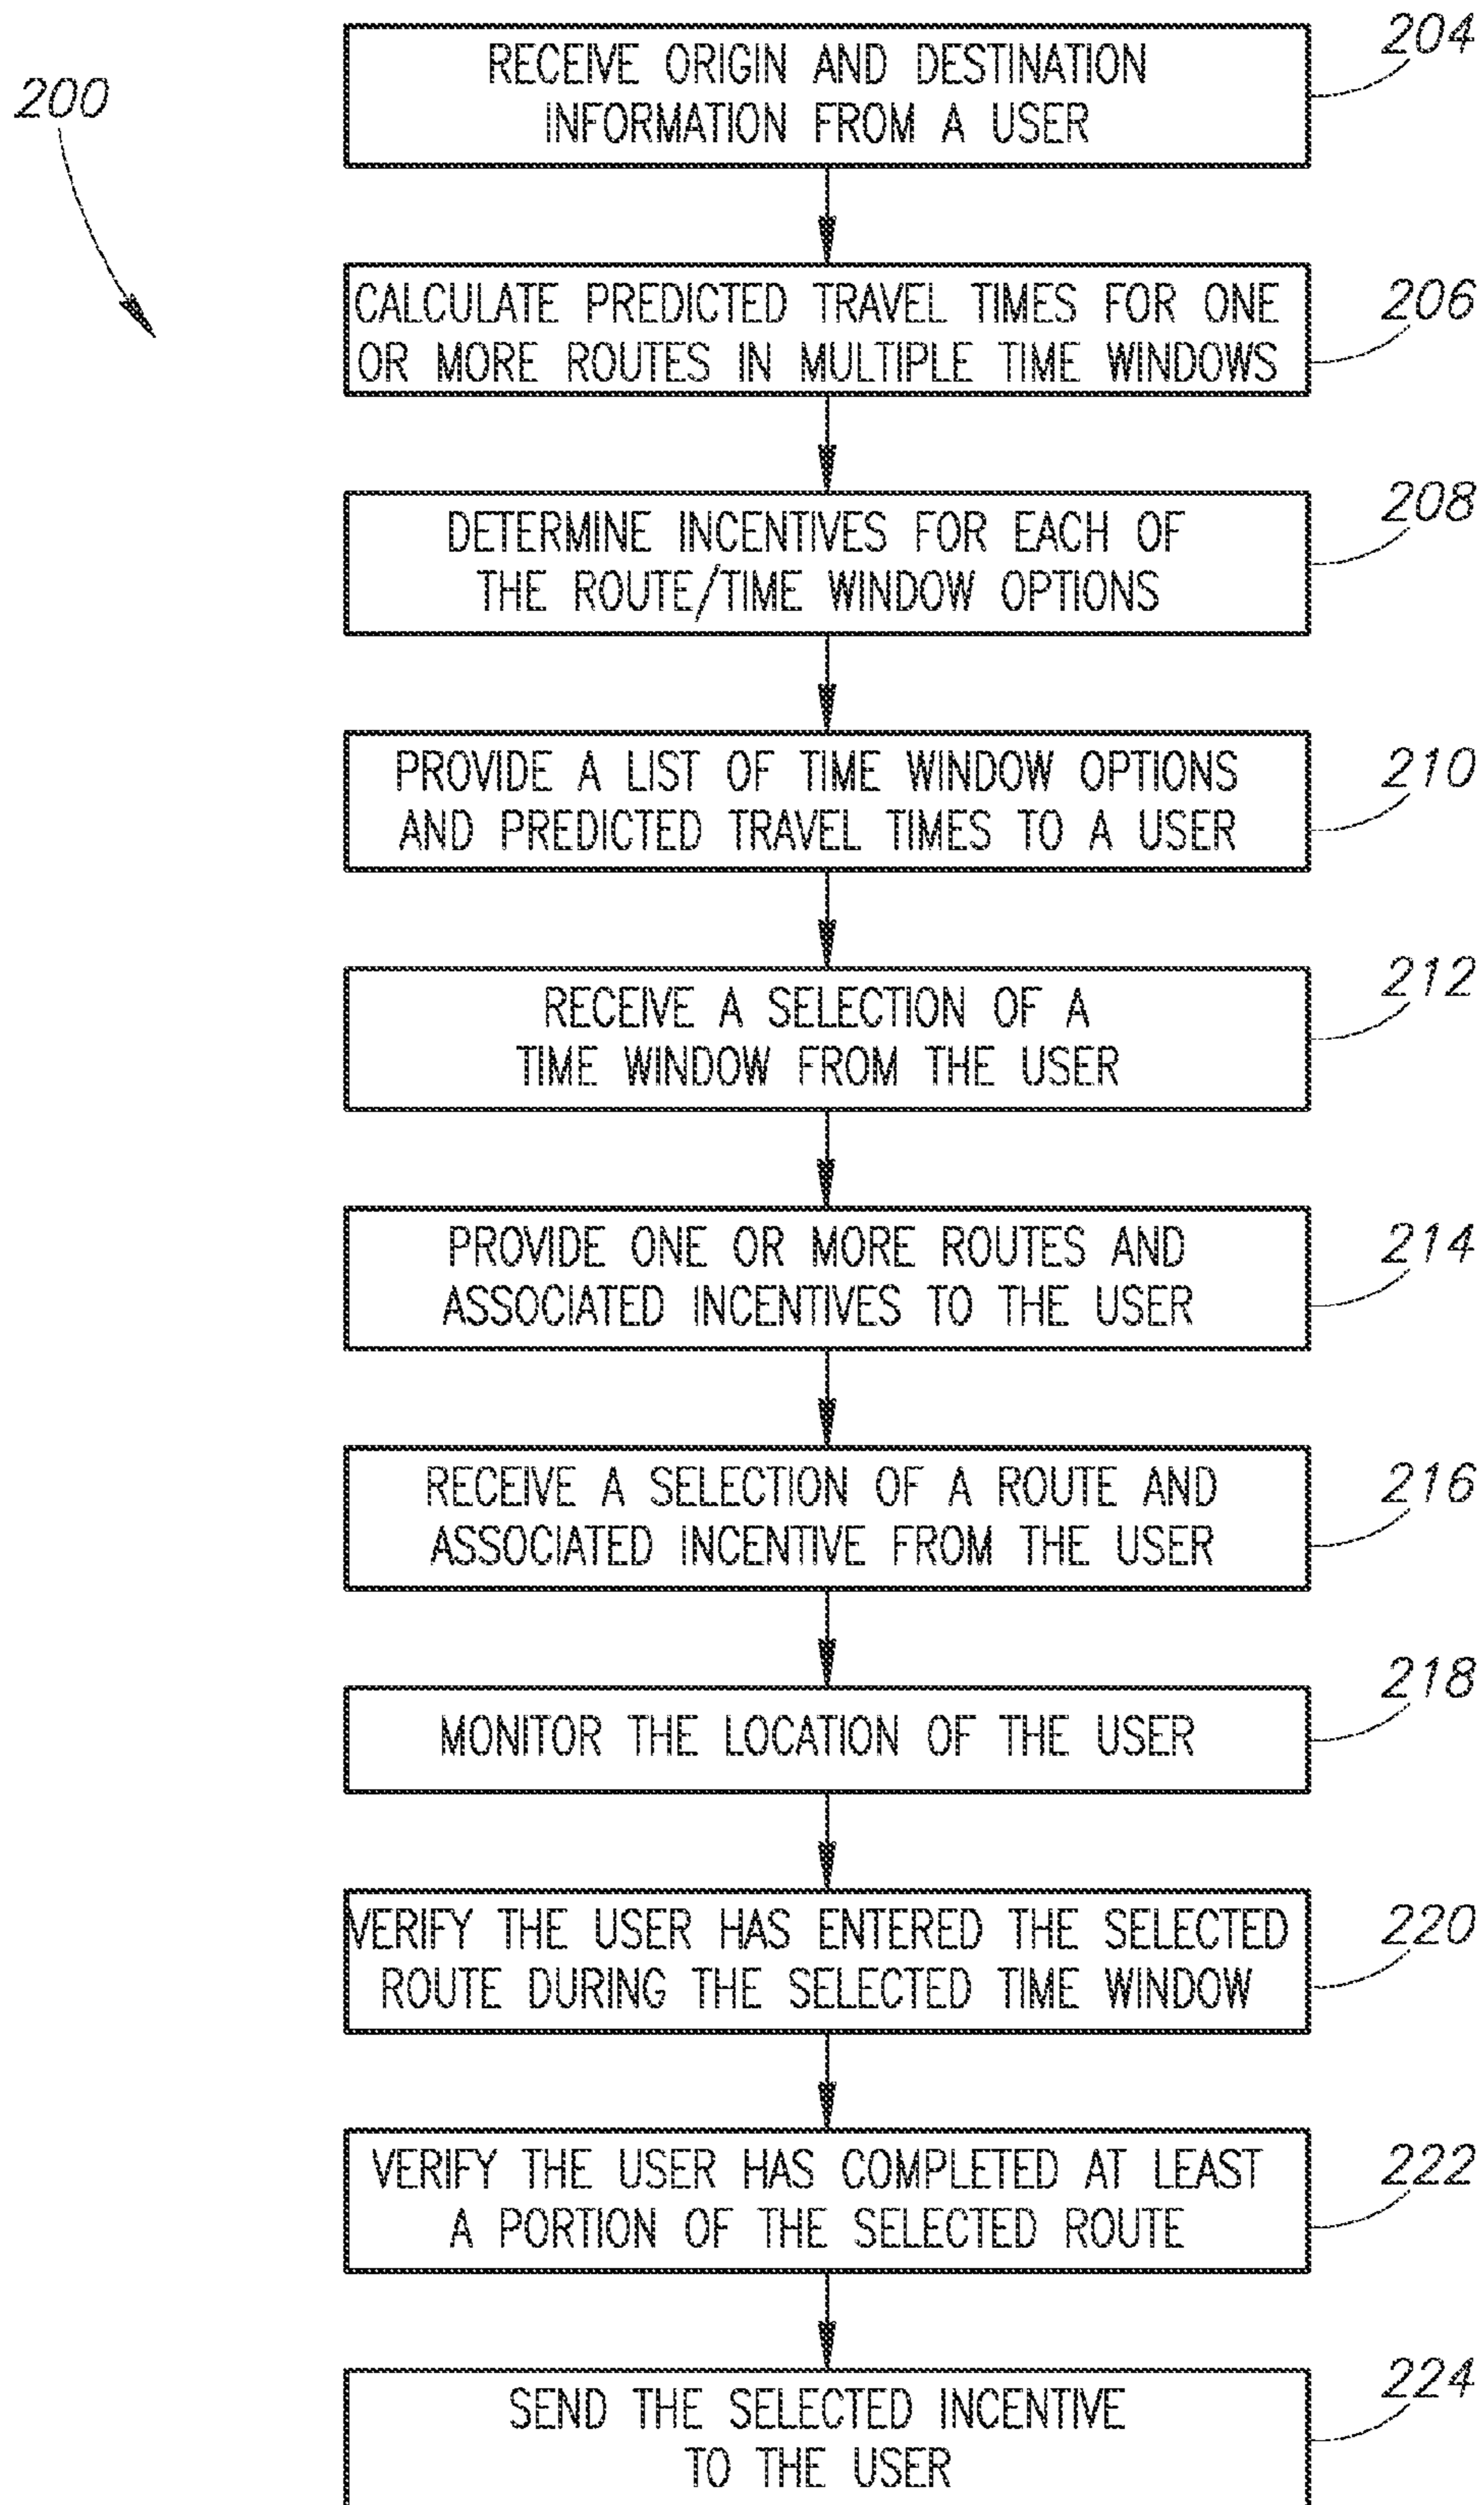 200
RECEIVE ORIGIN AND DESTINATION
INFORMATION FROM A USER
204
CALCULATE PREDICTED TRAVEL TIMES FOR ONE
OR MORE ROUTES IN MULTIPLE TIME WINDOWS
206
DETERMINE INCENTIVES FOR EACH OF
THE ROUTE/TIME WINDOW OPTIONS
208
PROVIDE A LIST OF TIME WINDOW OPTIONS
AND PREDICTED TRAVEL TIMES TO A USER
210
RECEIVE A SELECTION OF A
TIME WINDOW FROM THE USER
212
PROVIDE ONE OR MORE ROUTES AND
ASSOCIATED INCENTIVES TO THE USER
214
RECEIVE A SELECTION OF A ROUTE AND
ASSOCIATED INCENTIVE FROM THE USER
216
MONITOR THE LOCATION OF THE USER
218
VERIFY THE USER HAS ENTERED THE SELECTED
ROUTE DURING THE SELECTED TIME WINDOW
220
VERIFY THE USER HAS COMPLETED AT LEAST
A PORTION OF THE SELECTED ROUTE
222
SEND THE SELECTED INCENTIVE
TO THE USER
224